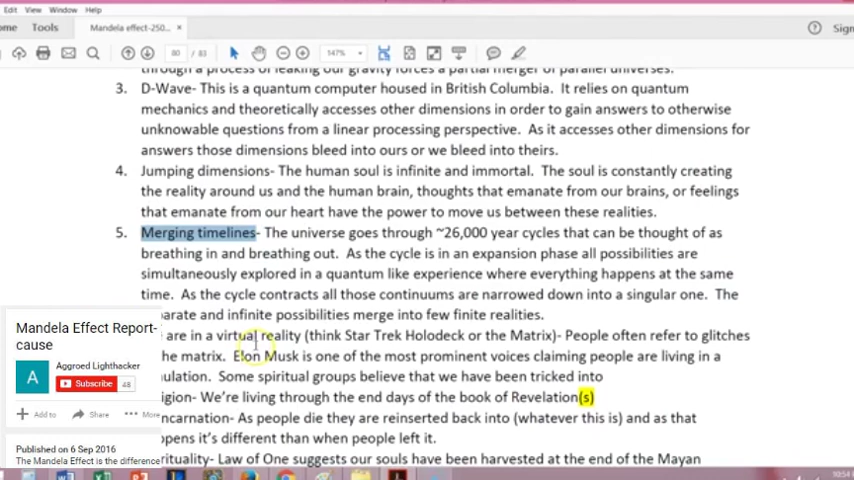 Edit View Window Help
ome Tools Mandela effect-250... × Sign
80 / 83 147%
through a process of leaking our gravity forces a partial merger of parallel universes.
3. D-Wave- This is a quantum computer housed in British Columbia. It relies on quantum
mechanics and theoretically accesses other dimensions in order to gain answers to otherwise
unknowable questions from a linear processing perspective. As it accesses other dimensions for
answers those dimensions bleed into ours or we bleed into theirs.
4. Jumping dimensions- The human soul is infinite and immortal. The soul is constantly creating
the reality around us and the human brain, thoughts that emanate from our brains, or feelings
that emanate from our heart have the power to move us between these realities.
5. Merging timelines- The universe goes through ~26,000 year cycles that can be thought of as
breathing in and breathing out. As the cycle is in an expansion phase all possibilities are
simultaneously explored in a quantum like experience where everything happens at the same
time. As the cycle contracts all those continuums are narrowed down into a singular one. The
parate and infinite possibilities merge into few finite realities.
are in a virtual reality (think Star Trek Holodeck or the Matrix)- People often refer to glitches
the matrix. Elon Musk is one of the most prominent voices claiming people are living in a
ulation. Some spiritual groups believe that we have been tricked into
igion- We're living through the end days of the book of Revelation(s)
encarnation- As people die they are reinserted back into (whatever this is) and as that
ppens it's different than when people left it.
rituality- Law of One suggests our souls have been harvested at the end of the Mayan
Mandela Effect Report-
cause
A Aggroed Lighthacker
Subscribe 48
Add to Share More
Published on 6 Sep 2016
The Mandela Effect is the difference
10:54